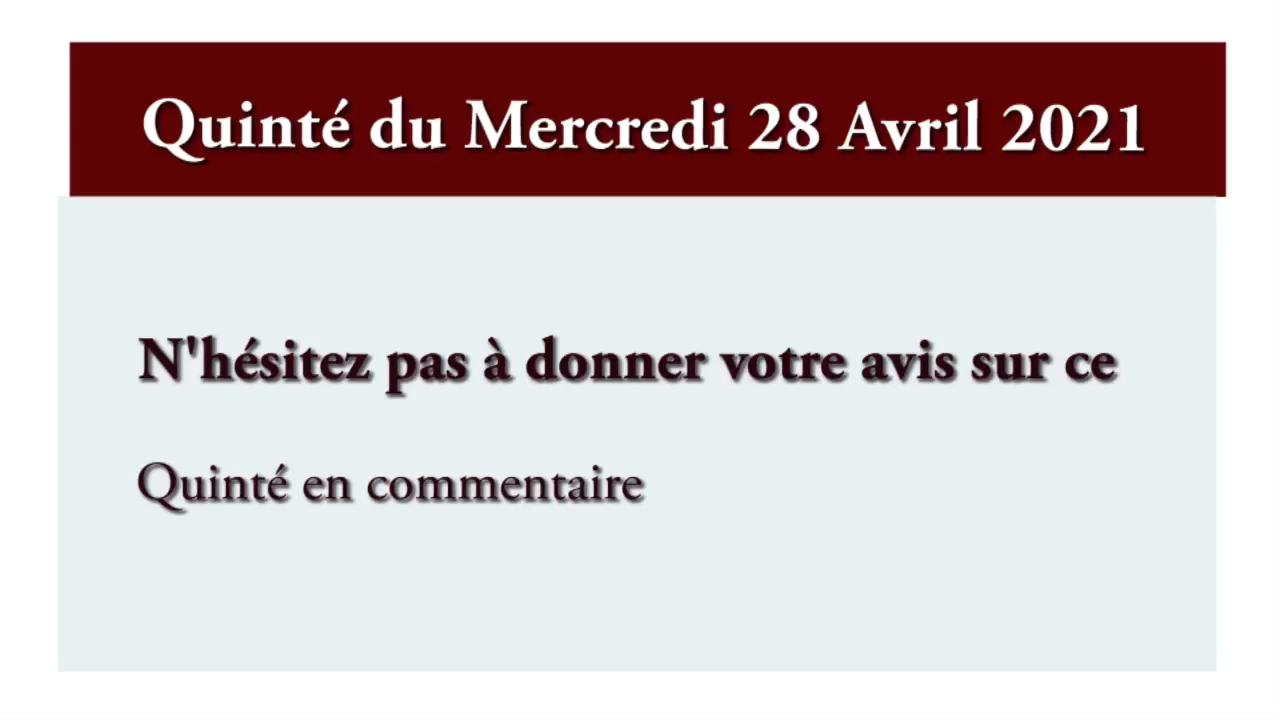 Quinté du Mercredi 28 Avril 2021
N'hésitez pas à donner votre avis sur ce
Quinté en commentaire